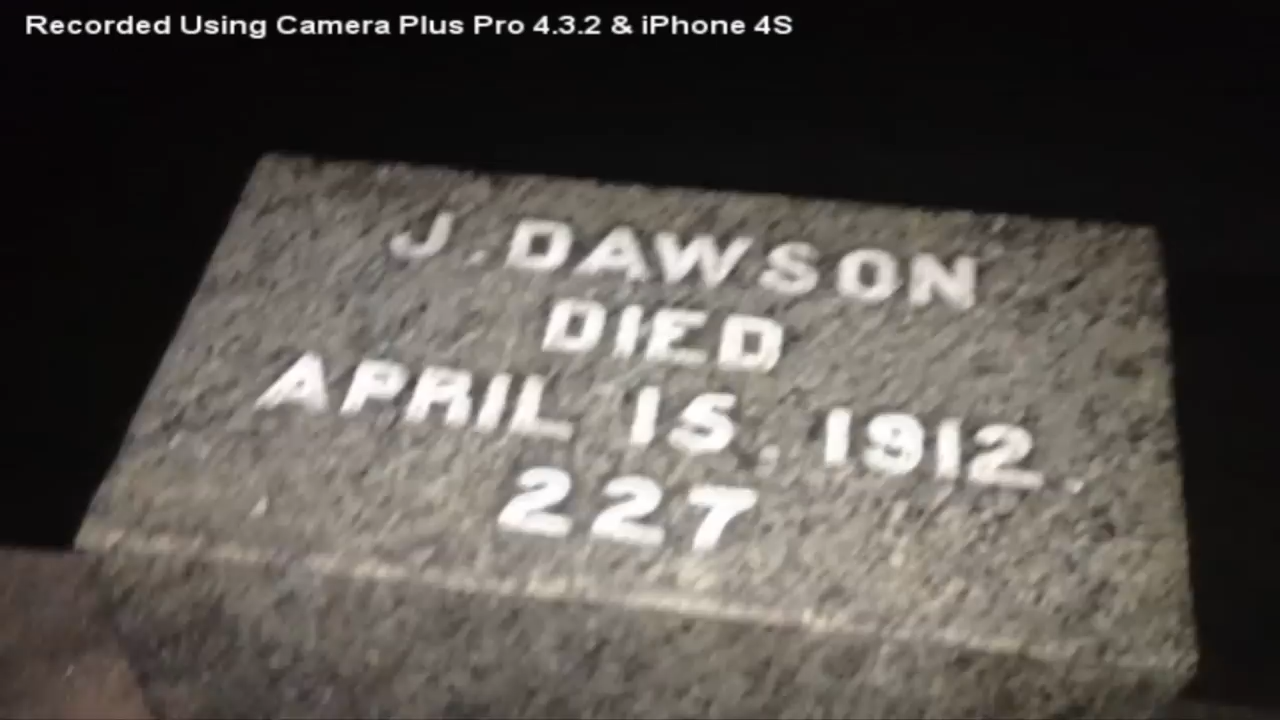 Recorded Using Camera Plus Pro 4.3.2 & iPhone 4S
J. DAWSON
DIED
APRIL 15, 1912.
227